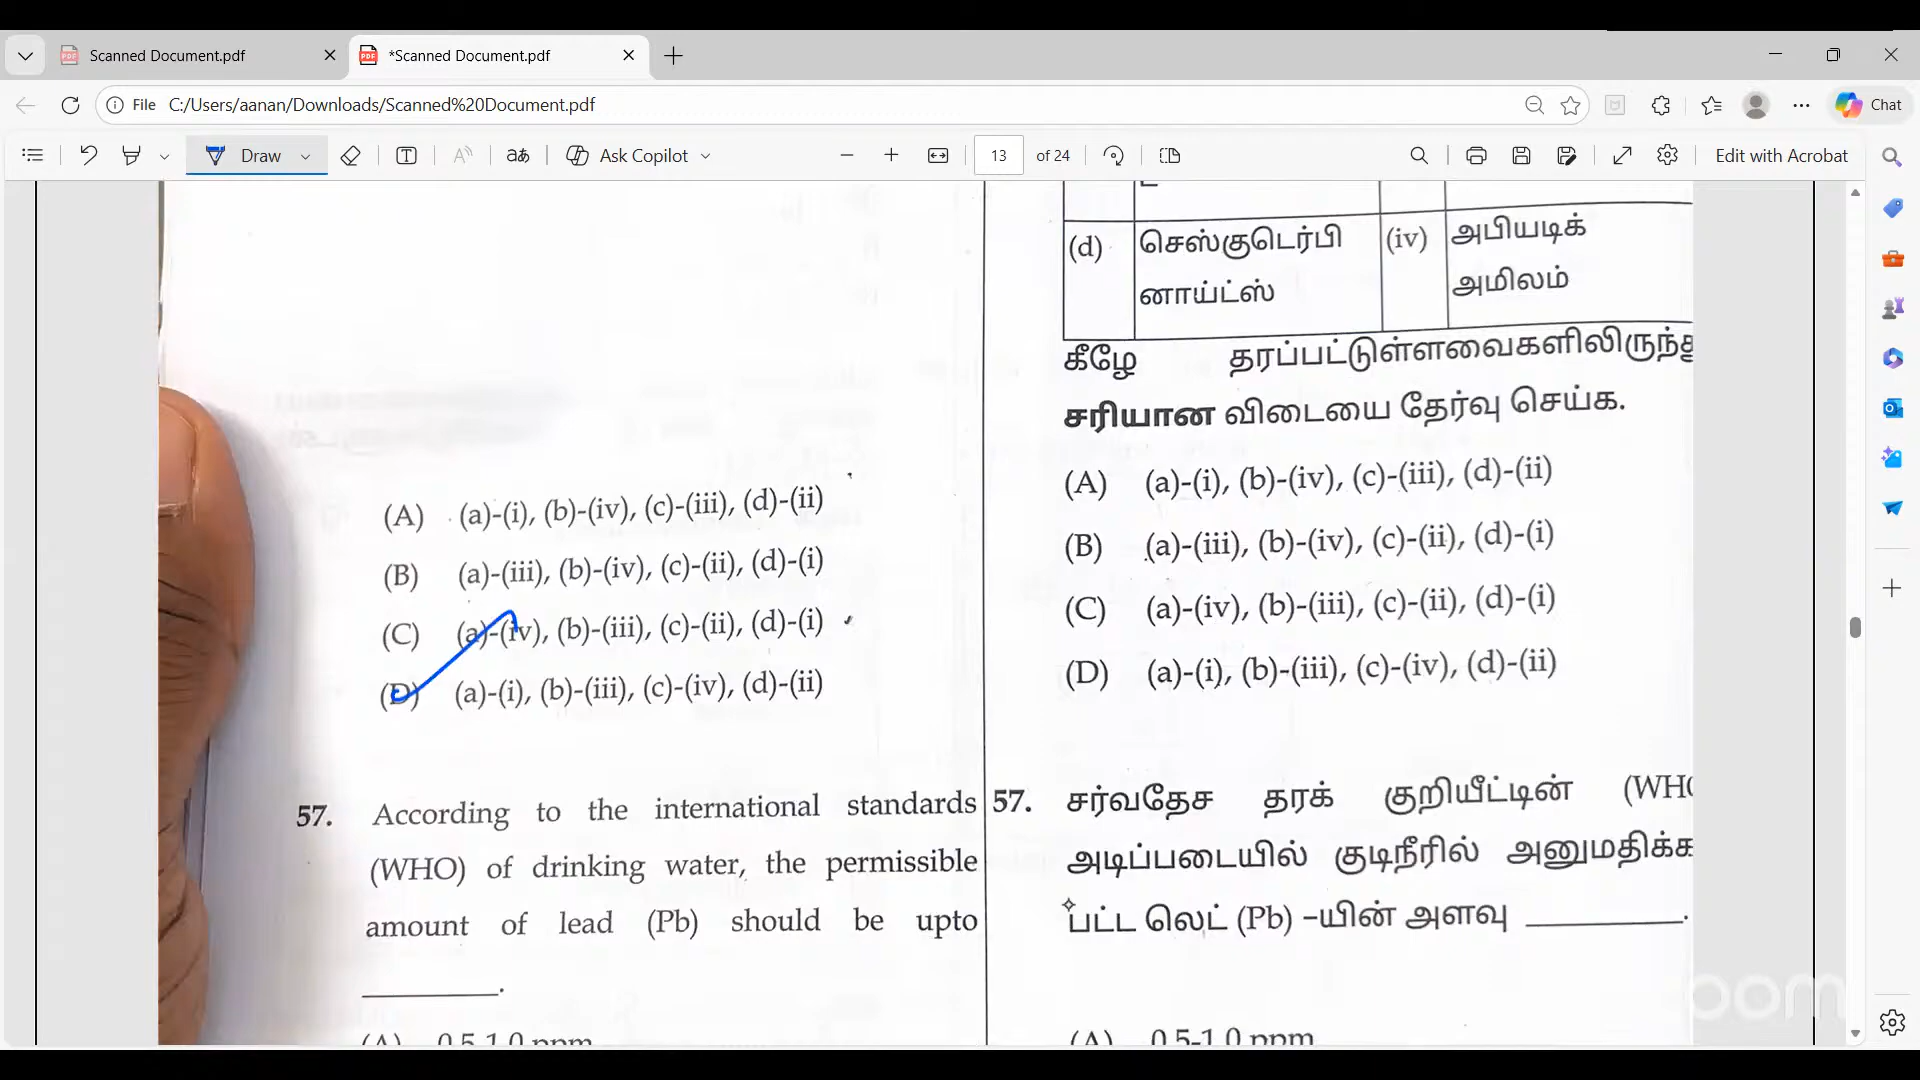 Scanned Document.pdf
*Scanned Document.pdf
File C:/Users/aanan/Downloads/Scanned%20Document.pdf
Chat
Draw
aあ
Ask Copilot
13 of 24
Edit with Acrobat
(A) (a)-(i), (b)-(iv), (c)-(iii), (d)-(ii)
(B) (a)-(iii), (b)-(iv), (c)-(ii), (d)-(i)
(C) (a)-(iv), (b)-(iii), (c)-(ii), (d)-(i)
(D) (a)-(i), (b)-(iii), (c)-(iv), (d)-(ii)
57. According to the international standards
(WHO) of drinking water, the permissible
amount of lead (Pb) should be upto
__________.
(A) 0.5-1.0 ppm
(d) செஸ்குடெர்பி (iv) அபியடிக்
னாய்ட்ஸ் அமிலம்
கீழே தரப்பட்டுள்ளவைகளிலிருந்து
சரியான விடையை தேர்வு செய்க.
(A) (a)-(i), (b)-(iv), (c)-(iii), (d)-(ii)
(B) (a)-(iii), (b)-(iv), (c)-(ii), (d)-(i)
(C) (a)-(iv), (b)-(iii), (c)-(ii), (d)-(i)
(D) (a)-(i), (b)-(iii), (c)-(iv), (d)-(ii)
57. சர்வதேச தரக் குறியீட்டின் (WHO
அடிப்படையில் குடிநீரில் அனுமதிக்க
பட்ட லெட் (Pb) -யின் அளவு __________.
(A) 0.5-1.0 ppm
oom